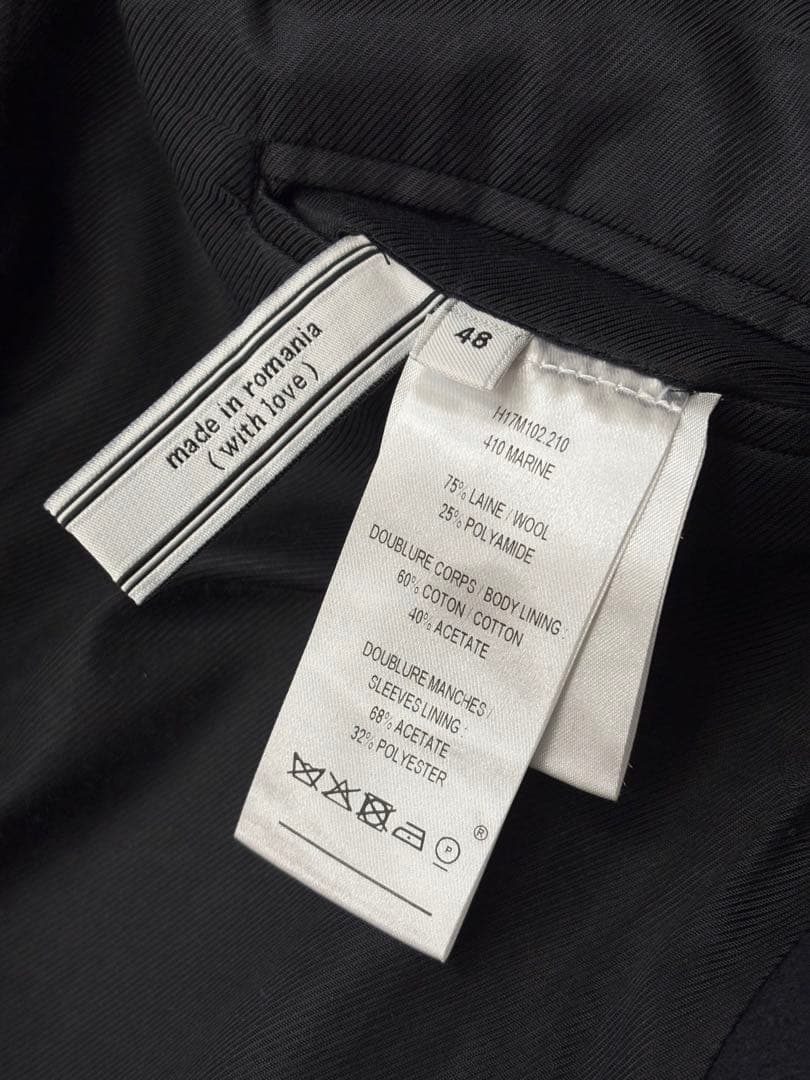 made in romania
(with love)
48
H17M102.210
410 MARINE
75% LAINE / WOOL
25% POLYAMIDE
DOUBLURE CORPS / BODY LINING :
60% COTON / COTTON
40% ACETATE
DOUBLURE MANCHES /
SLEEVES LINING :
68% ACETATE
32% POLYESTER
P
®